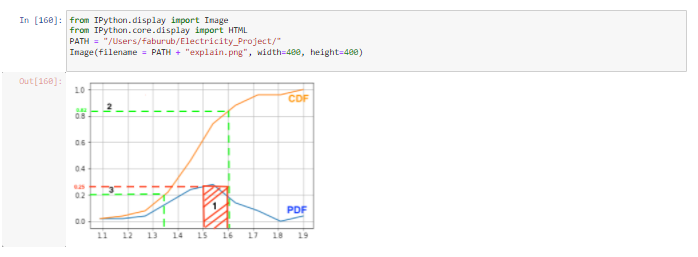 In [160]: from IPython.display import Image
from IPython.core.display import HTML
PATH = "/Users/faburub/Electricity_Project/"
Image(filename = PATH + "explain.png", width=400, height=400)
Out[160]:
1.0
CDF
2
0.8
0.6
0.4
0.25
3
0.2
1
PDF
0.0
1.1 1.2 1.3 1.4 1.5 1.6 1.7 1.8 1.9